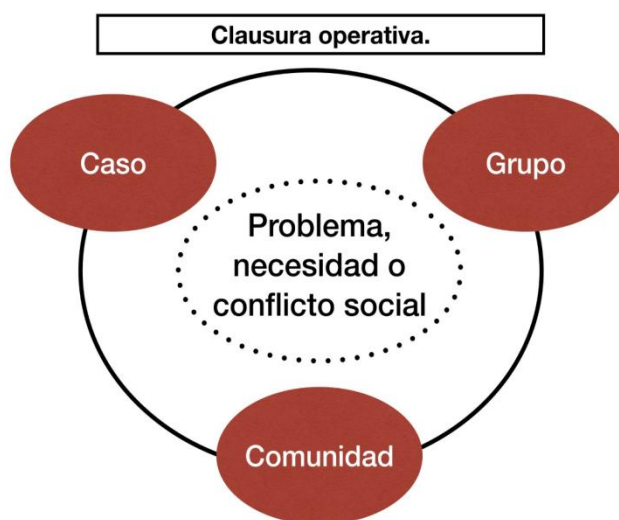 Clausura operativa.
Caso
Grupo
Problema,
necesidad o
conflicto social
Comunidad